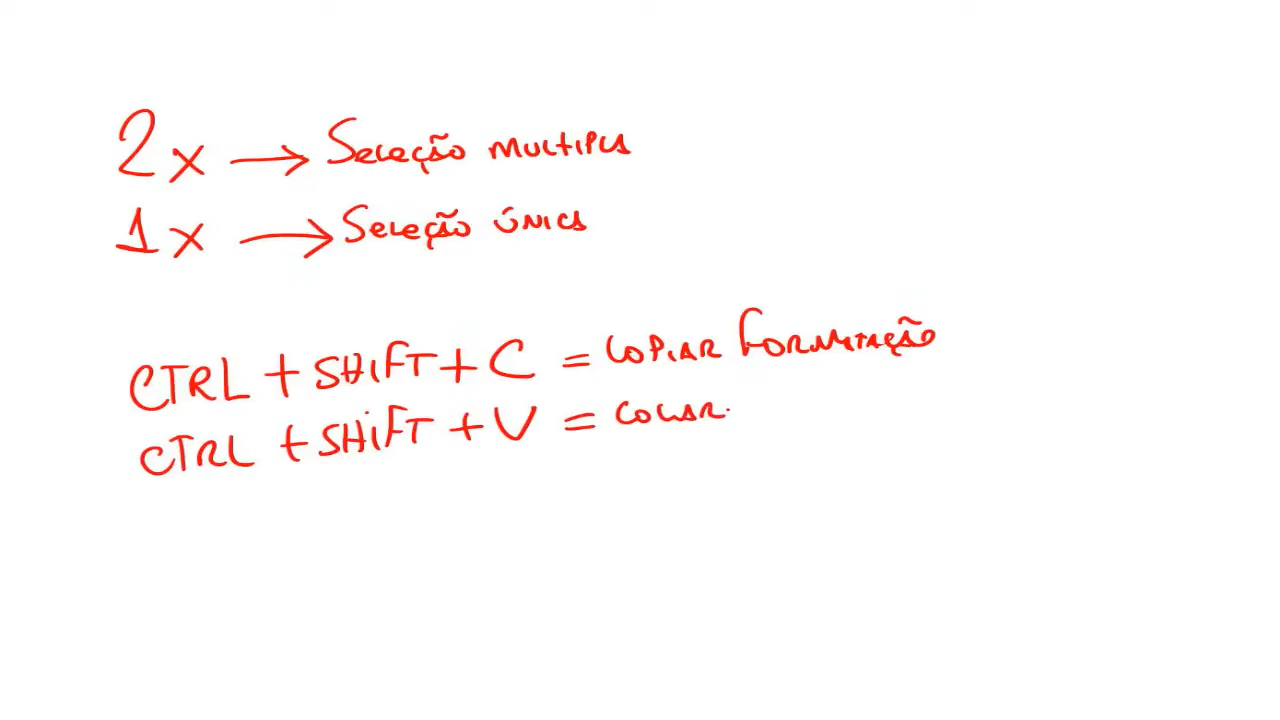 2x → Seleção multipla
1x → Seleção única
CTRL + SHiFT + C = COPiAR FORMATAÇÃO
CTRL + SHiFT + V = COLAR